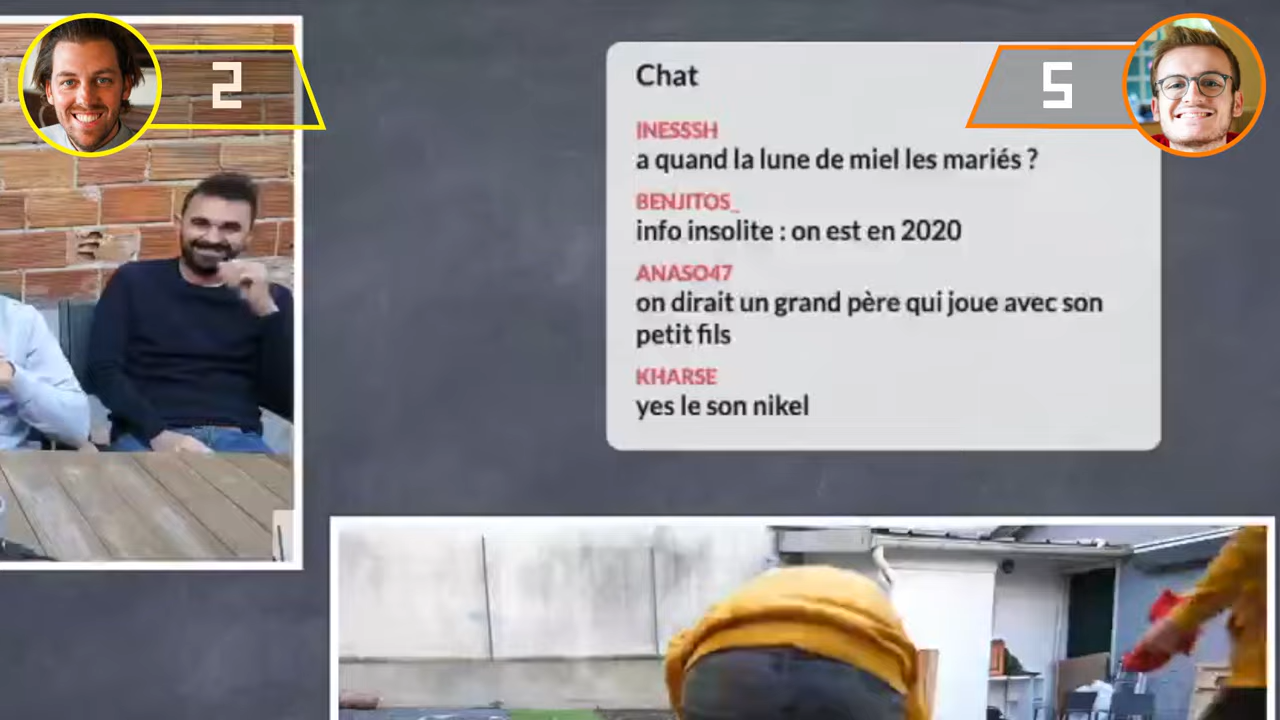 2
5
Chat
INESSSH
a quand la lune de miel les mariés ?
BENJITOS_
info insolite : on est en 2020
ANASO47
on dirait un grand père qui joue avec son
petit fils
KHARSE
yes le son nikel